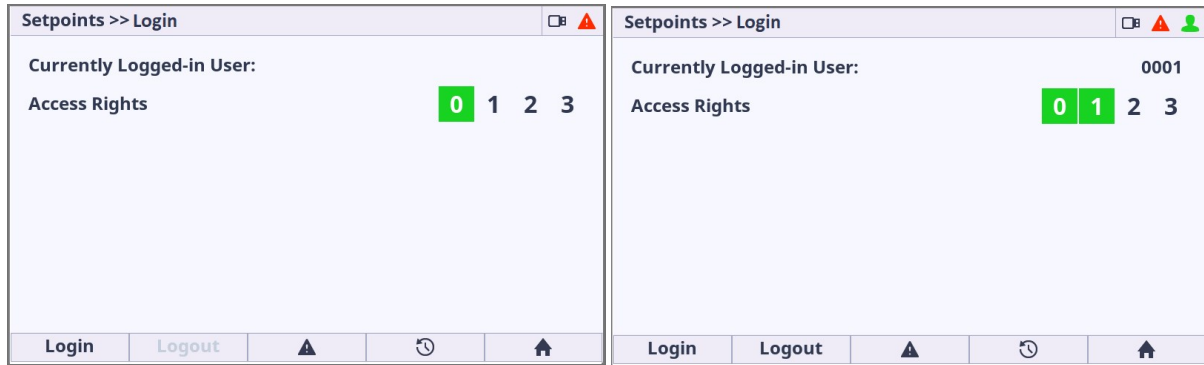 Setpoints >> Login
Currently Logged-in User:
Access Rights 0 1 2 3
Login Logout
Setpoints >> Login
Currently Logged-in User: 0001
Access Rights 0 1 2 3
Login Logout